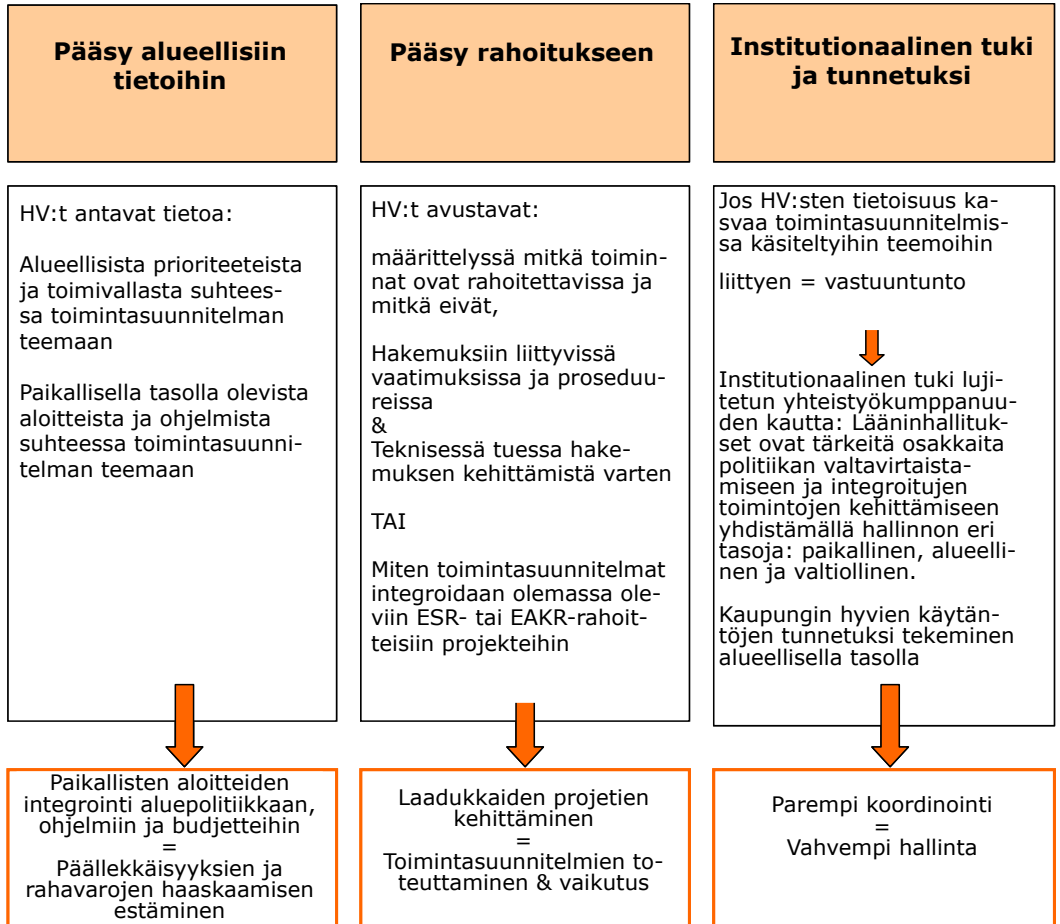 Pääsy alueellisiin
tietoihin
HV:t antavat tietoa:
Alueellisista prioriteeteista
ja toimivallasta suhtees-
sa toimintasuunnitelman
teemaan
Paikallisella tasolla olevista
aloitteista ja ohjelmista
suhteessa toimintasuunni-
telman teemaan
Paikallisten aloitteiden
integrointi aluepolitiikkaan,
ohjelmiin ja budjetteihin
=
Päällekkäisyyksien ja
rahavarojen haaskaamisen
estäminen
Pääsy rahoitukseen
HV:t avustavat:
määrittelyssä mitkä toimin-
nat ovat rahoitettavissa ja
mitkä eivät,
Hakemuksiin liittyvissä
vaatimuksissa ja proseduu-
reissa
&
Teknisessä tuessa hake-
muksen kehittämistä varten
TAI
Miten toimintasuunnitelmat
integroidaan olemassa ole-
viin ESR- tai EAKR-rahoit-
teisiin projekteihin
Laadukkaiden projetien
kehittäminen
=
Toimintasuunnitelmien to-
teuttaminen & vaikutus
Institutionaalinen tuki
ja tunnetuksi
Jos HV:sten tietoisuus ka-
svaa toimintasuunnitelmis-
sa käsiteltyihin teemoihin
liittyen = vastuuntunto
Institutionaalinen tuki luji-
tetun yhteistyökumppanuu-
den kautta: Lääninhallituk-
set ovat tärkeitä osakkaita
politiikan valtavirtaista-
miseen ja integroitujen
toimintojen kehittämiseen
yhdistämällä hallinnon eri
tasoja: paikallinen, alueelli-
nen ja valtiollinen.
Kaupungin hyvien käytän-
töjen tunnetuksi tekeminen
alueellisella tasolla
Parempi koordinointi
=
Vahvempi hallinta